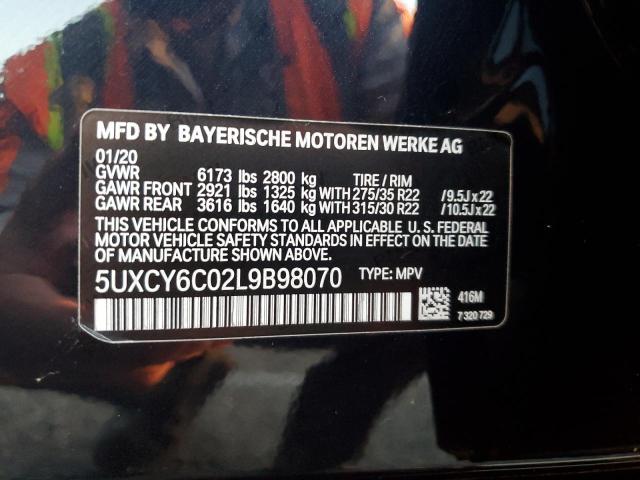 MFD BY BAYERISCHE MOTOREN WERKE AG
01/20
GVWR 6173 lbs 2800 kg TIRE / RIM
GAWR FRONT 2921 lbs 1325 kg WITH 275/35 R22 / 9.5J x 22
GAWR REAR 3616 lbs 1640 kg WITH 315/30 R22 / 10.5J x 22
THIS VEHICLE CONFORMS TO ALL APPLICABLE U. S. FEDERAL
MOTOR VEHICLE SAFETY STANDARDS IN EFFECT ON THE DATE
OF MANUFACTURE SHOWN ABOVE.
5UXCY6C02L9B98070 TYPE: MPV
416M
7 320 729